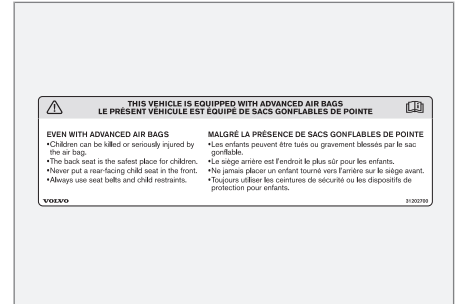 THIS VEHICLE IS EQUIPPED WITH ADVANCED AIR BAGS
LE PRÉSENT VÉHICULE EST ÉQUIPÉ DE SACS GONFLABLES DE POINTE
EVEN WITH ADVANCED AIR BAGS
•Children can be killed or seriously injured by
the air bag.
•The back seat is the safest place for children.
•Never put a rear-facing child seat in the front.
•Always use seat belts and child restraints.
MALGRÉ LA PRÉSENCE DE SACS GONFLABLES DE POINTE
•Les enfants peuvent être tués ou gravement blessés par le sac
gonflable.
•Le siège arrière est l'endroit le plus sûr pour les enfants.
•Ne jamais placer un enfant tourné vers l'arrière sur le siège avant.
•Toujours utiliser les ceintures de sécurité ou les dispositifs de
protection pour enfants.
VOLVO
31202700